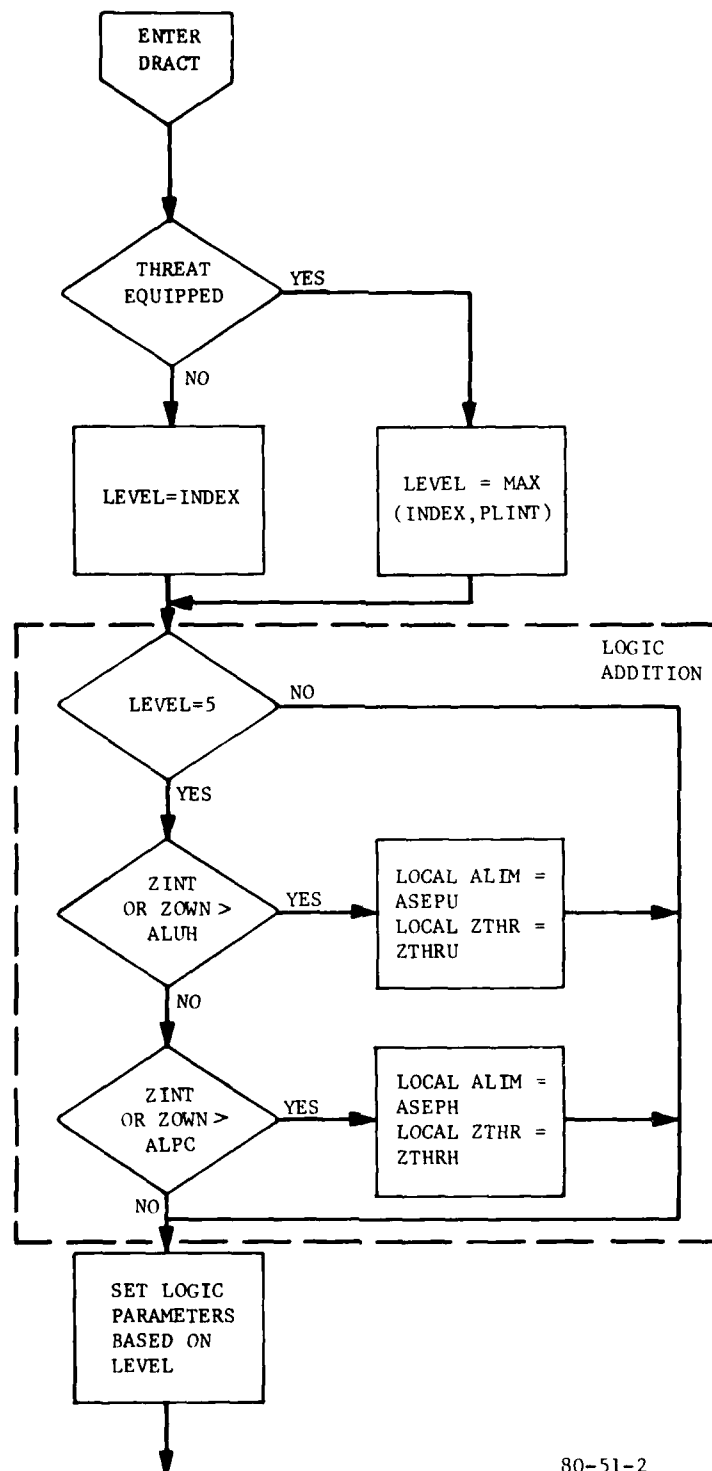 ENTER
DRACT
THREAT
EQUIPPED
YES
NO
LEVEL=INDEX
LEVEL = MAX
(INDEX,PLINT)
LOGIC
ADDITION
LEVEL=5
NO
YES
ZINT
OR ZOWN >
ALUH
YES
LOCAL ALIM =
ASEPU
LOCAL ZTHR =
ZTHRU
NO
ZINT
OR ZOWN >
ALPC
YES
LOCAL ALIM =
ASEPH
LOCAL ZTHR =
ZTHRH
NO
SET LOGIC
PARAMETERS
BASED ON
LEVEL
80-51-2